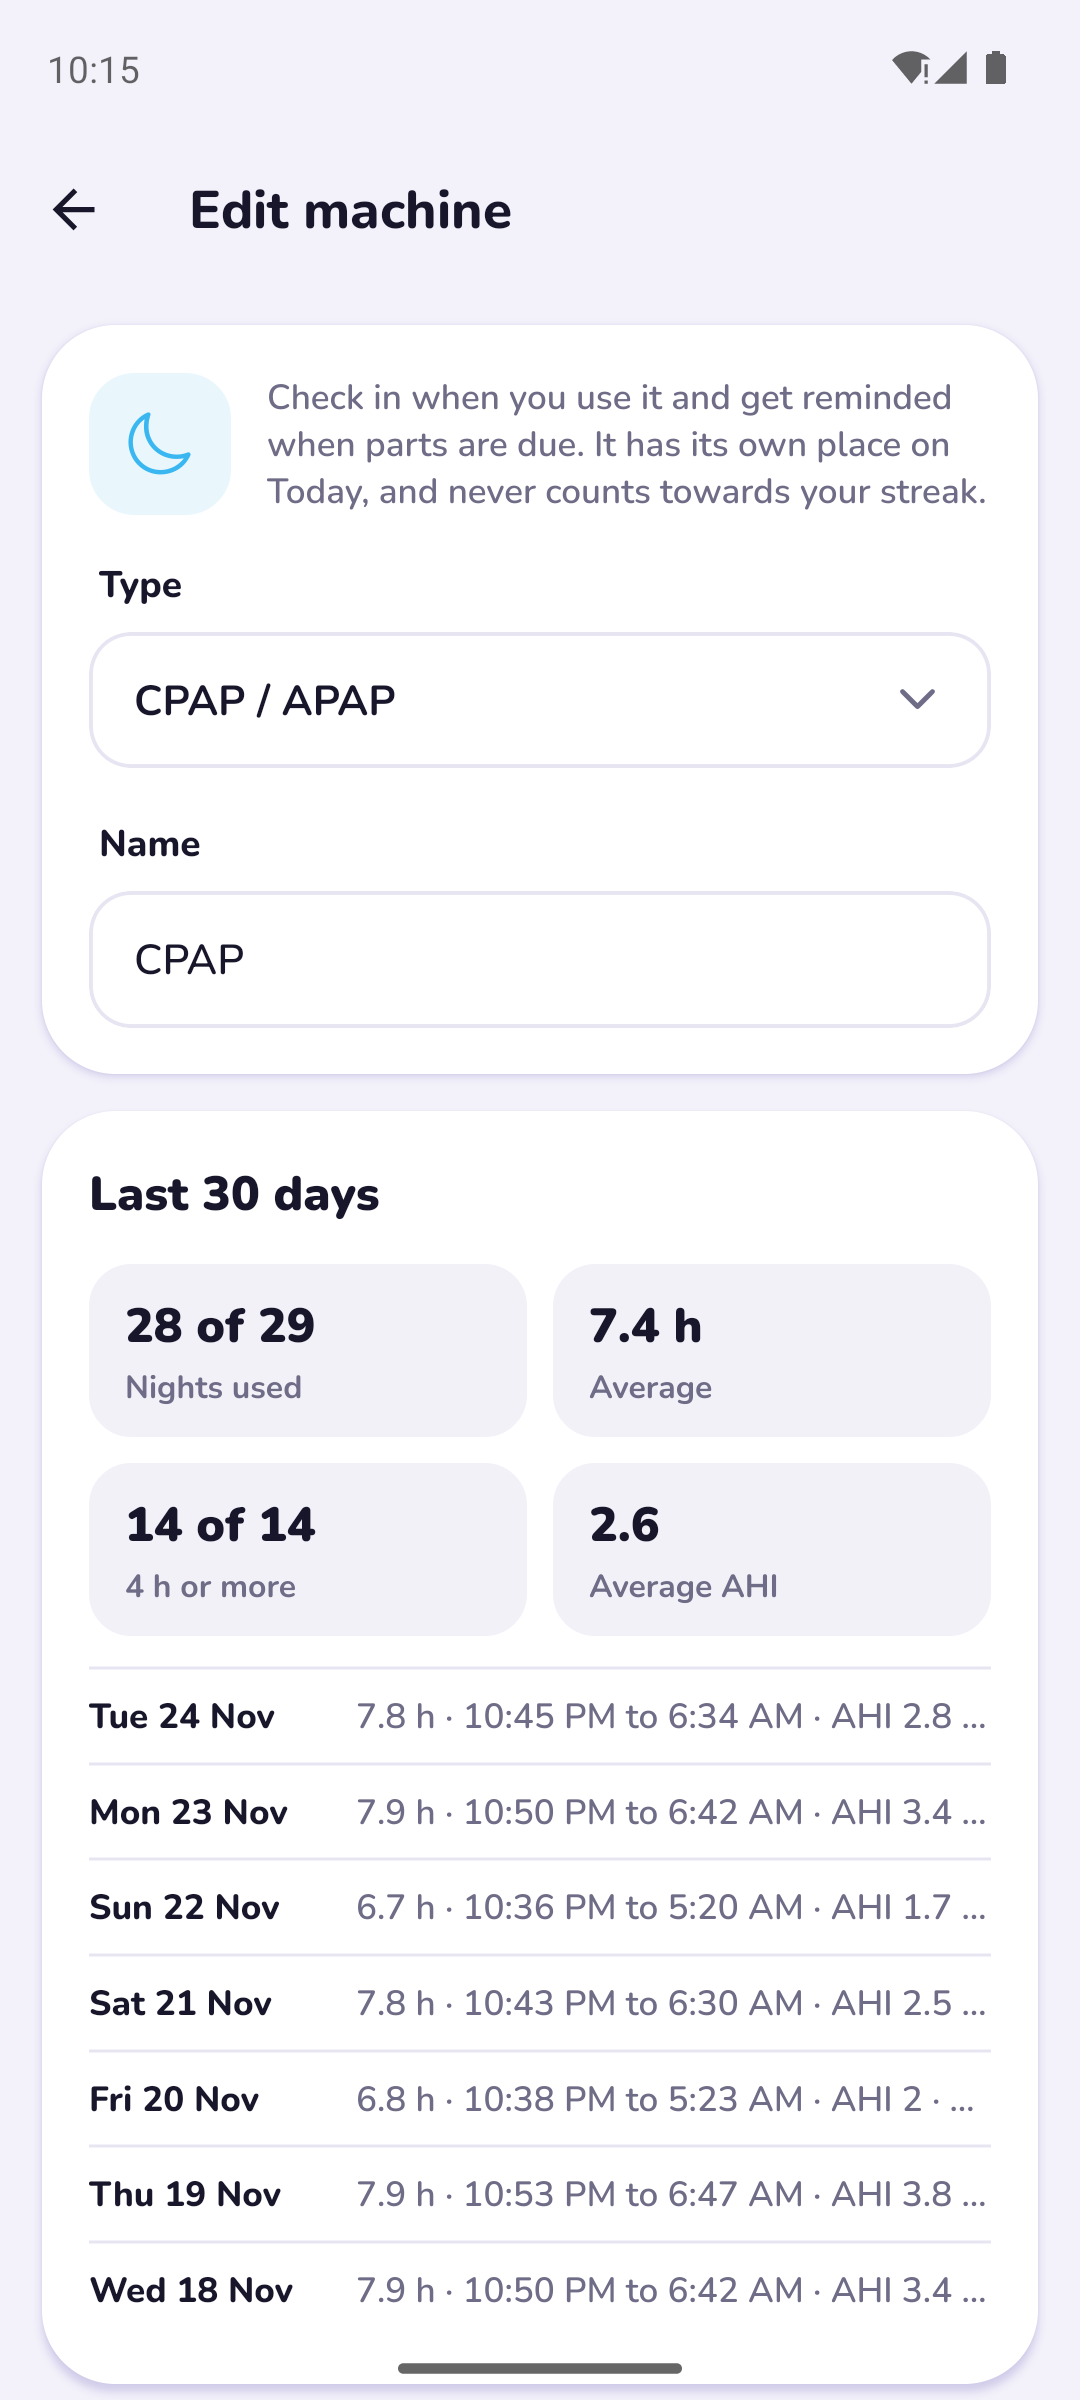 10:15
Edit machine
Check in when you use it and get reminded
when parts are due. It has its own place on
Today, and never counts towards your streak.
Type
CPAP / APAP
Name
CPAP
Last 30 days
28 of 29
Nights used
7.4 h
Average
14 of 14
4 h or more
2.6
Average AHI
Tue 24 Nov 7.8 h · 10:45 PM to 6:34 AM · AHI 2.8 ...
Mon 23 Nov 7.9 h · 10:50 PM to 6:42 AM · AHI 3.4 ...
Sun 22 Nov 6.7 h · 10:36 PM to 5:20 AM · AHI 1.7 ...
Sat 21 Nov 7.8 h · 10:43 PM to 6:30 AM · AHI 2.5 ...
Fri 20 Nov 6.8 h · 10:38 PM to 5:23 AM · AHI 2 · ...
Thu 19 Nov 7.9 h · 10:53 PM to 6:47 AM · AHI 3.8 ...
Wed 18 Nov 7.9 h · 10:50 PM to 6:42 AM · AHI 3.4 ...